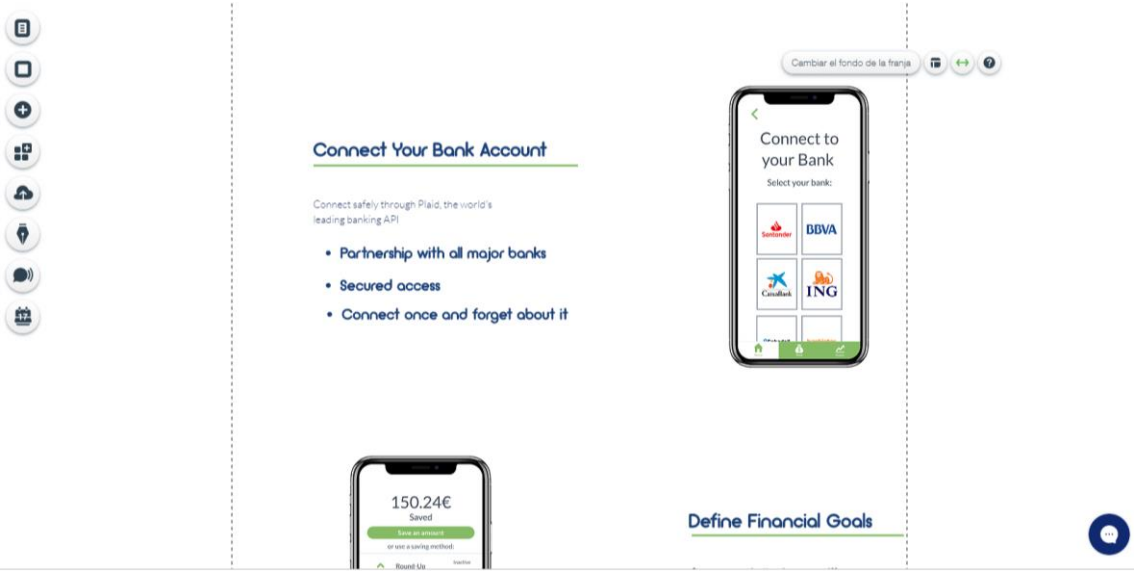 Cambiar el fondo de la franja
Connect Your Bank Account
Connect safely through Plaid, the world's
leading banking API
• Partnership with all major banks
• Secured access
• Connect once and forget about it
Connect to
your Bank
Select your bank:
Santander
BBVA
CaixaBank
ING
17
150.24€
Saved
Save an amount
or use a saving method:
Round Up
Inactive
Define Financial Goals